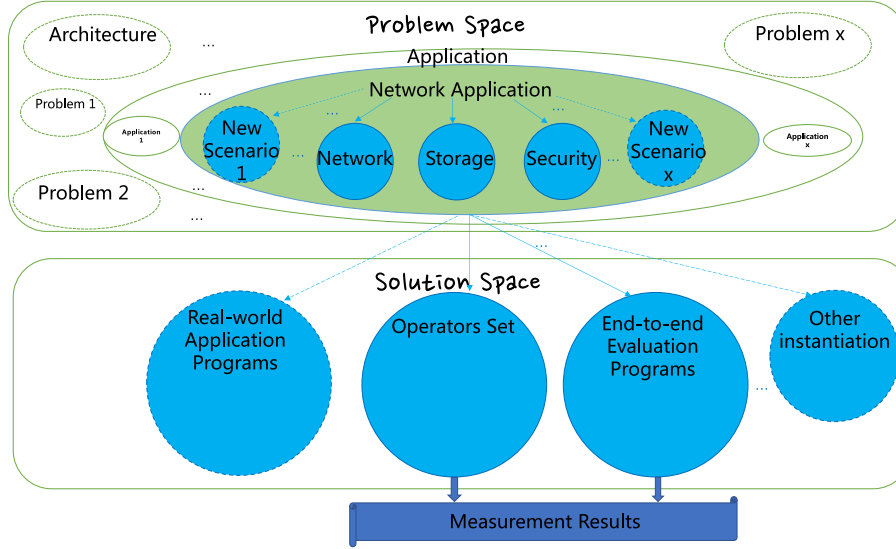 Problem Space
Architecture
...
Problem x
Application
...
Problem 1
Network Application
...
...
Application
1
New
Scenario
1
...
Network
Storage
Security
...
New
Scenario
x
Application
x
Problem 2
...
...
...
Solution Space
Real-world
Application
Programs
Operators Set
End-to-end
Evaluation
Programs
Other
instantiation
...
Measurement Results